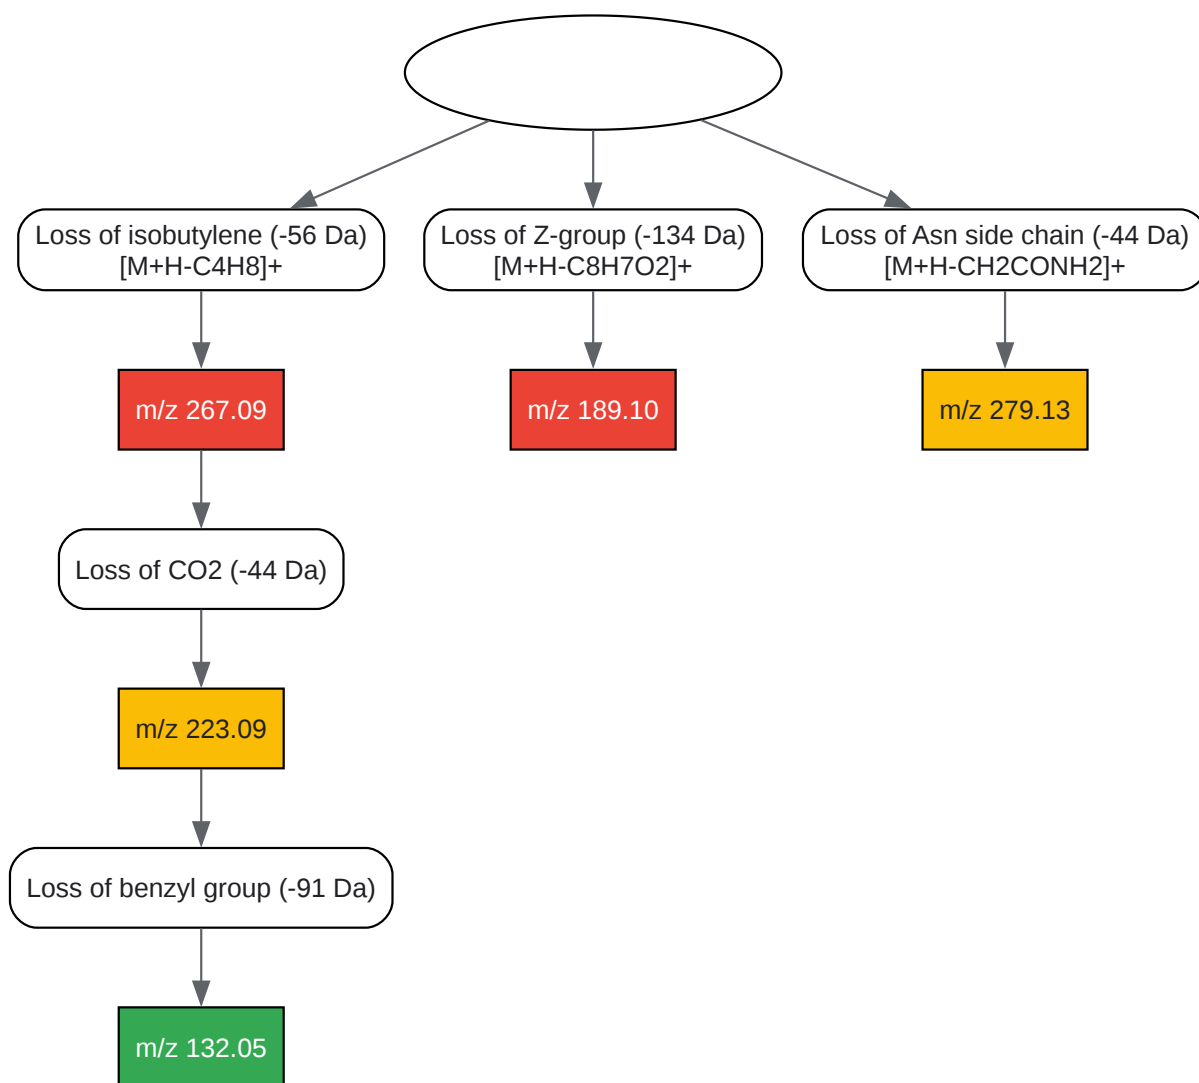 Loss of isobutylene (-56 Da)
[M+H-C4H8]+
Loss of Z-group (-134 Da)
[M+H-C8H7O2]+
Loss of Asn side chain (-44 Da)
[M+H-CH2CONH2]+
m/z 267.09
m/z 189.10
m/z 279.13
Loss of CO2 (-44 Da)
m/z 223.09
Loss of benzyl group (-91 Da)
m/z 132.05